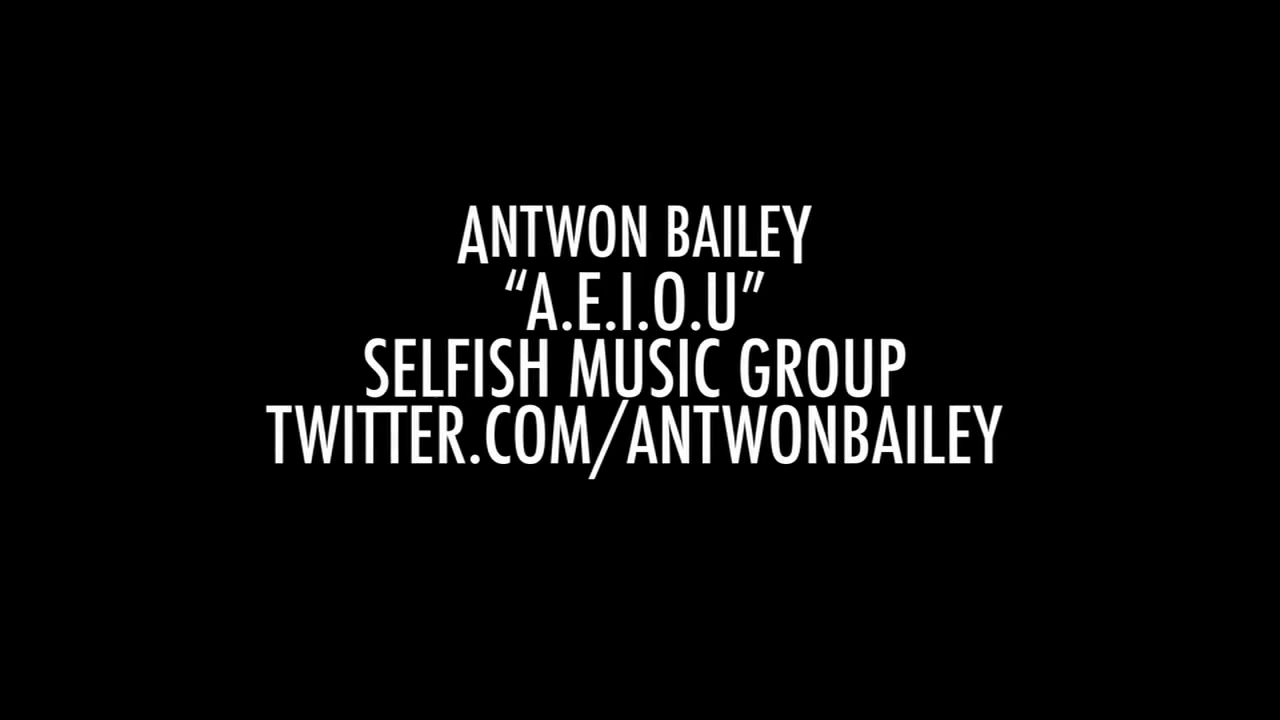 ANTWON BAILEY
“A.E.I.O.U”
SELFISH MUSIC GROUP
TWITTER.COM/ANTWONBAILEY